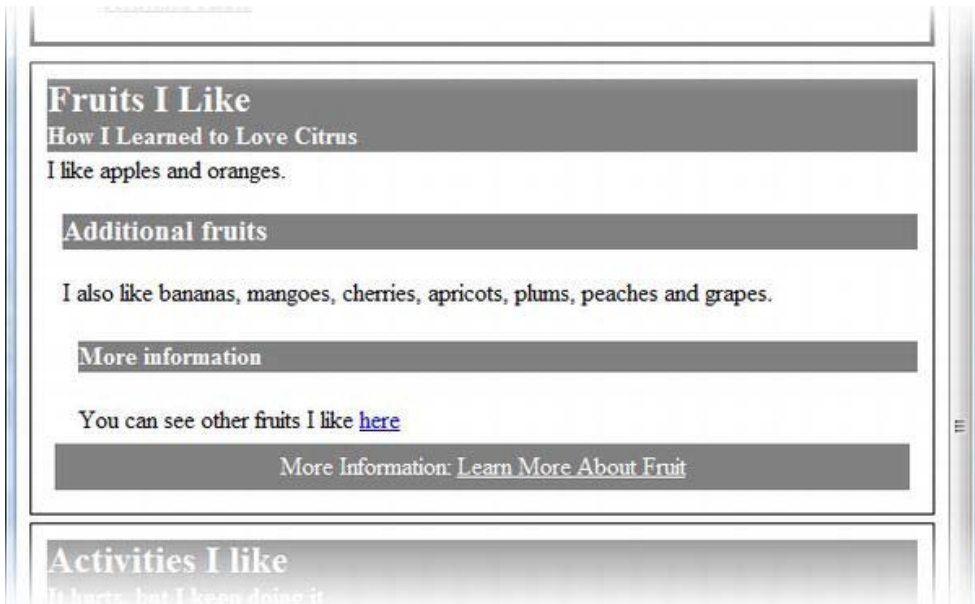 Fruits I Like
How I Learned to Love Citrus
I like apples and oranges.
Additional fruits
I also like bananas, mangoes, cherries, apricots, plums, peaches and grapes.
More information
You can see other fruits I like here
More Information: Learn More About Fruit
Activities I like
It hurts, but I keep doing it